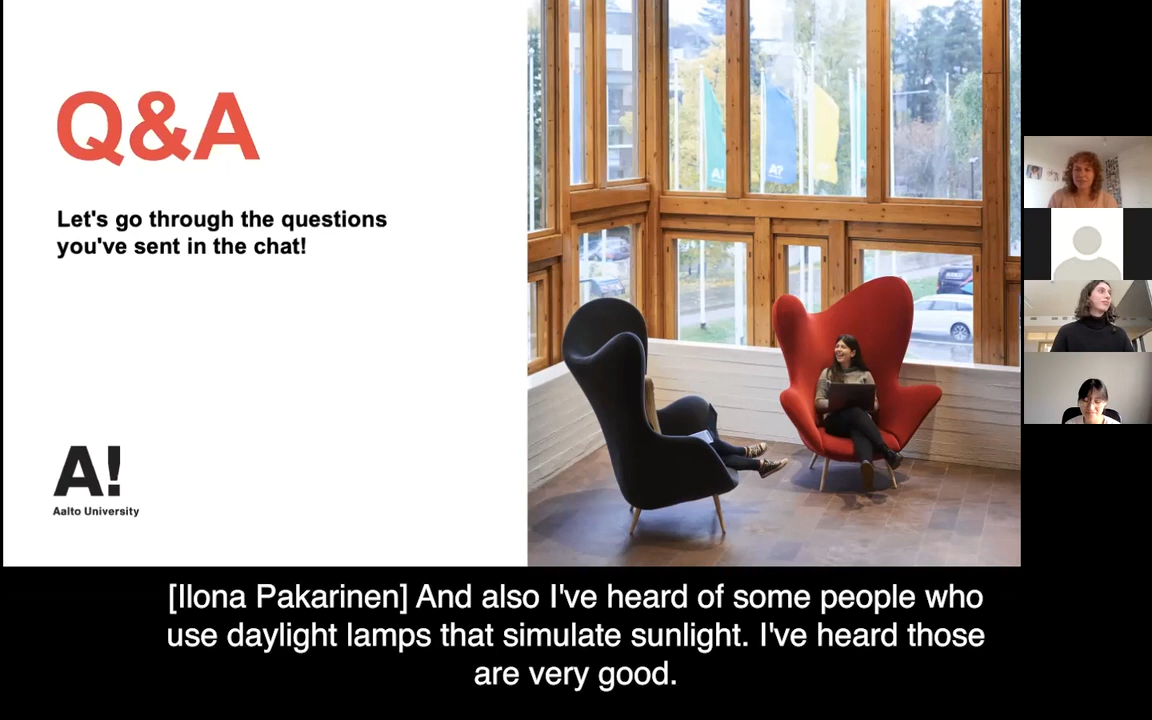 Q&A
Let's go through the questions
you've sent in the chat!
A!
Aalto University
A!
A?
[Ilona Pakarinen] And also I've heard of some people who
use daylight lamps that simulate sunlight. I've heard those
are very good.